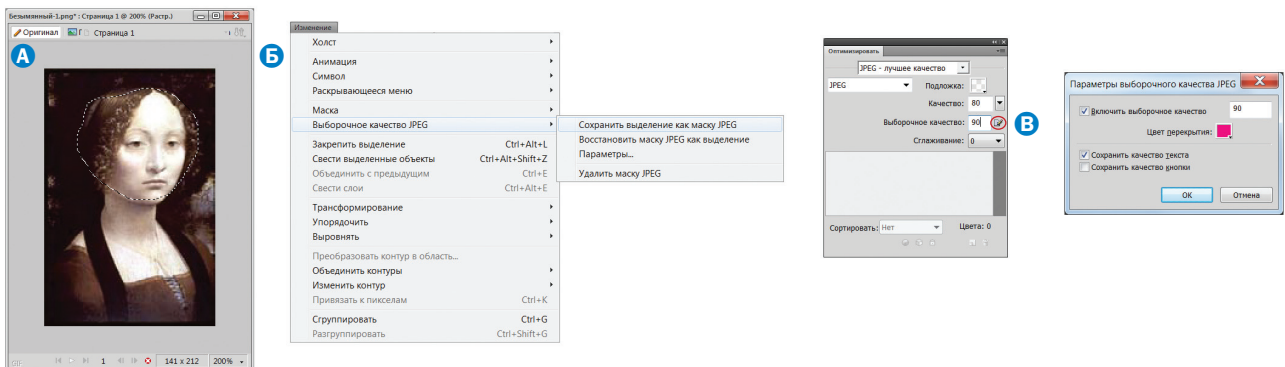 Безымянный-1.png* : Страница 1 @ 200% (Растр.)
Оригинал
Страница 1
А
1
141 x 212
200%
Б
Изменение
Холст
Анимация
Символ
Раскрывающееся меню
Маска
Выборочное качество JPEG
Закрепить выделение Ctrl+Alt+L
Свести выделенные объекты Ctrl+Alt+Shift+Z
Объединить с предыдущим Ctrl+E
Свести слои Ctrl+Alt+E
Трансформирование
Упорядочить
Выровнять
Преобразовать контур в область...
Объединить контуры
Изменить контур
Привязать к пикселам Ctrl+K
Сгруппировать Ctrl+G
Разгруппировать Ctrl+Shift+G
Сохранить выделение как маску JPEG
Восстановить маску JPEG как выделение
Параметры...
Удалить маску JPEG
Оптимизировать
JPEG - лучшее качество
JPEG Подложка:
Качество: 80
Выборочное качество: 90
Сглаживание: 0
Сортировать: Нет Цвета: 0
В
Параметры выборочного качества JPEG
Включить выборочное качество 90
Цвет перекрытия:
Сохранить качество текста
Сохранить качество кнопки
ОК Отмена